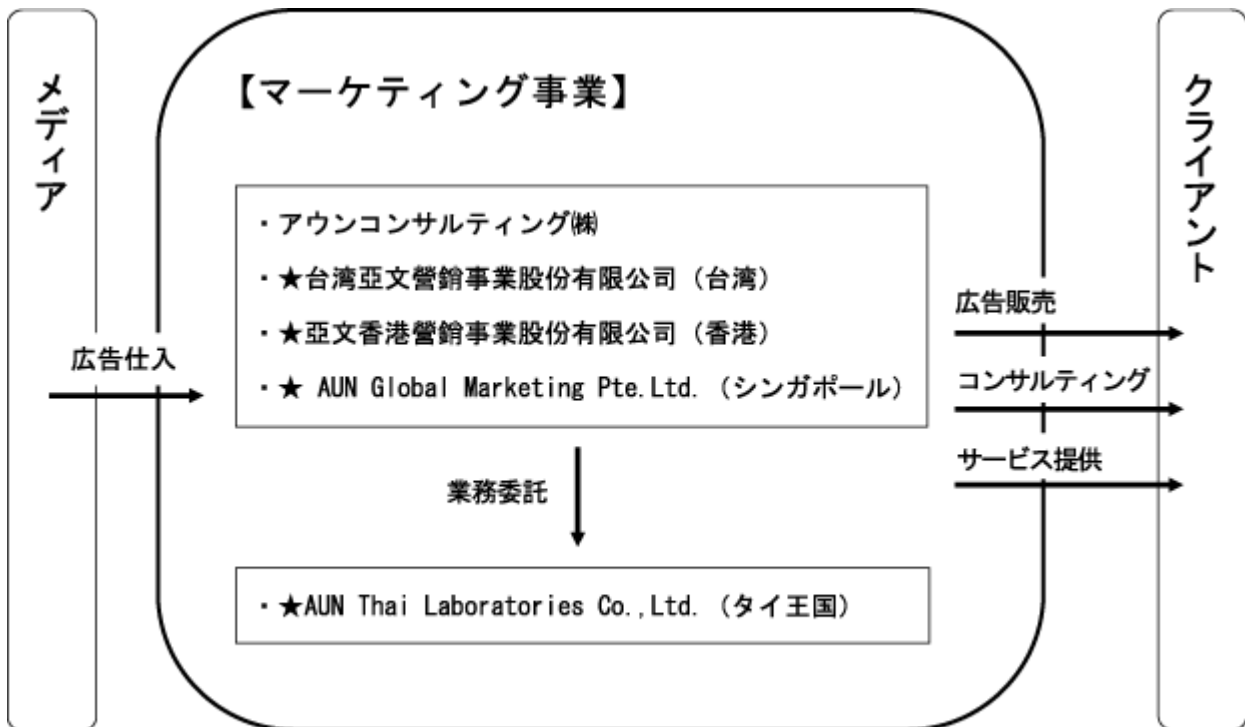 メディア
広告仕入
【マーケティング事業】
・アウンコンサルティング㈱
・★台湾亞文營銷事業股份有限公司（台湾）
・★亞文香港營銷事業股份有限公司（香港）
・★ AUN Global Marketing Pte.Ltd.（シンガポール）
業務委託
・★AUN Thai Laboratories Co.,Ltd.（タイ王国）
広告販売
コンサルティング
サービス提供
クライアント